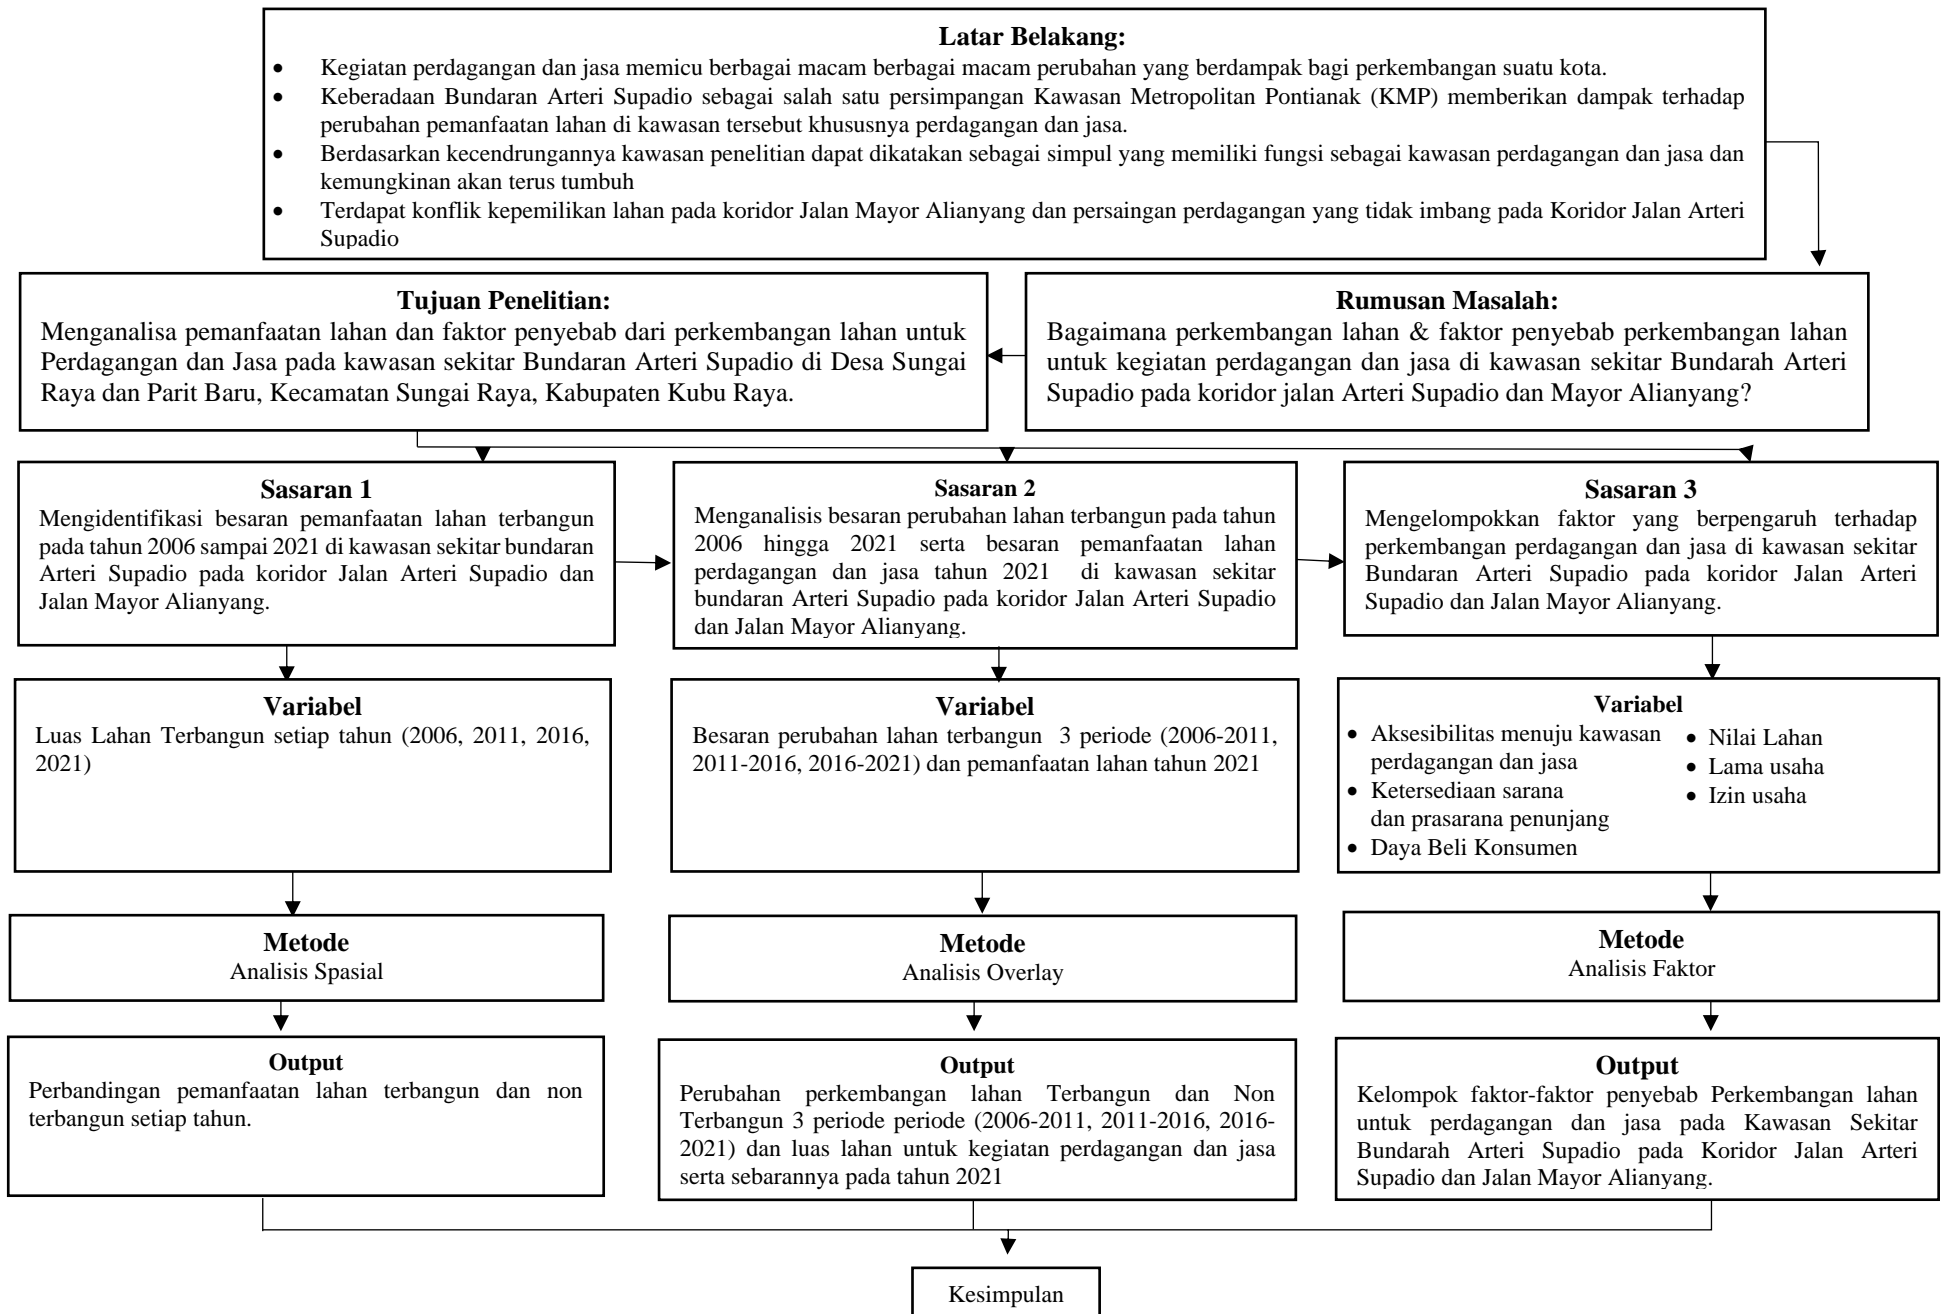 Latar Belakang:
• Kegiatan perdagangan dan jasa memicu berbagai macam berbagai macam perubahan yang berdampak bagi perkembangan suatu kota.
• Keberadaan Bundaran Arteri Supadio sebagai salah satu persimpangan Kawasan Metropolitan Pontianak (KMP) memberikan dampak terhadap
perubahan pemanfaatan lahan di kawasan tersebut khususnya perdagangan dan jasa.
• Berdasarkan kecendrungannya kawasan penelitian dapat dikatakan sebagai simpul yang memiliki fungsi sebagai kawasan perdagangan dan jasa dan
kemungkinan akan terus tumbuh
• Terdapat konflik kepemilikan lahan pada koridor Jalan Mayor Alianyang dan persaingan perdagangan yang tidak imbang pada Koridor Jalan Arteri
Supadio
Tujuan Penelitian:
Menganalisa pemanfaatan lahan dan faktor penyebab dari perkembangan lahan untuk
Perdagangan dan Jasa pada kawasan sekitar Bundaran Arteri Supadio di Desa Sungai
Raya dan Parit Baru, Kecamatan Sungai Raya, Kabupaten Kubu Raya.
Rumusan Masalah:
Bagaimana perkembangan lahan & faktor penyebab perkembangan lahan
untuk kegiatan perdagangan dan jasa di kawasan sekitar Bundarah Arteri
Supadio pada koridor jalan Arteri Supadio dan Mayor Alianyang?
Sasaran 1
Mengidentifikasi besaran pemanfaatan lahan terbangun
pada tahun 2006 sampai 2021 di kawasan sekitar bundaran
Arteri Supadio pada koridor Jalan Arteri Supadio dan
Jalan Mayor Alianyang.
Sasaran 2
Menganalisis besaran perubahan lahan terbangun pada tahun
2006 hingga 2021 serta besaran pemanfaatan lahan
perdagangan dan jasa tahun 2021 di kawasan sekitar
bundaran Arteri Supadio pada koridor Jalan Arteri Supadio
dan Jalan Mayor Alianyang.
Sasaran 3
Mengelompokkan faktor yang berpengaruh terhadap
perkembangan perdagangan dan jasa di kawasan sekitar
Bundaran Arteri Supadio pada koridor Jalan Arteri
Supadio dan Jalan Mayor Alianyang.
Variabel
Luas Lahan Terbangun setiap tahun (2006, 2011, 2016,
2021)
Variabel
Besaran perubahan lahan terbangun 3 periode (2006-2011,
2011-2016, 2016-2021) dan pemanfaatan lahan tahun 2021
Variabel
• Aksesibilitas menuju kawasan
perdagangan dan jasa
• Ketersediaan sarana
dan prasarana penunjang
• Daya Beli Konsumen
• Nilai Lahan
• Lama usaha
• Izin usaha
Metode
Analisis Spasial
Metode
Analisis Overlay
Metode
Analisis Faktor
Output
Perbandingan pemanfaatan lahan terbangun dan non
terbangun setiap tahun.
Output
Perubahan perkembangan lahan Terbangun dan Non
Terbangun 3 periode periode (2006-2011, 2011-2016, 2016-
2021) dan luas lahan untuk kegiatan perdagangan dan jasa
serta sebarannya pada tahun 2021
Output
Kelompok faktor-faktor penyebab Perkembangan lahan
untuk perdagangan dan jasa pada Kawasan Sekitar
Bundarah Arteri Supadio pada Koridor Jalan Arteri
Supadio dan Jalan Mayor Alianyang.
Kesimpulan